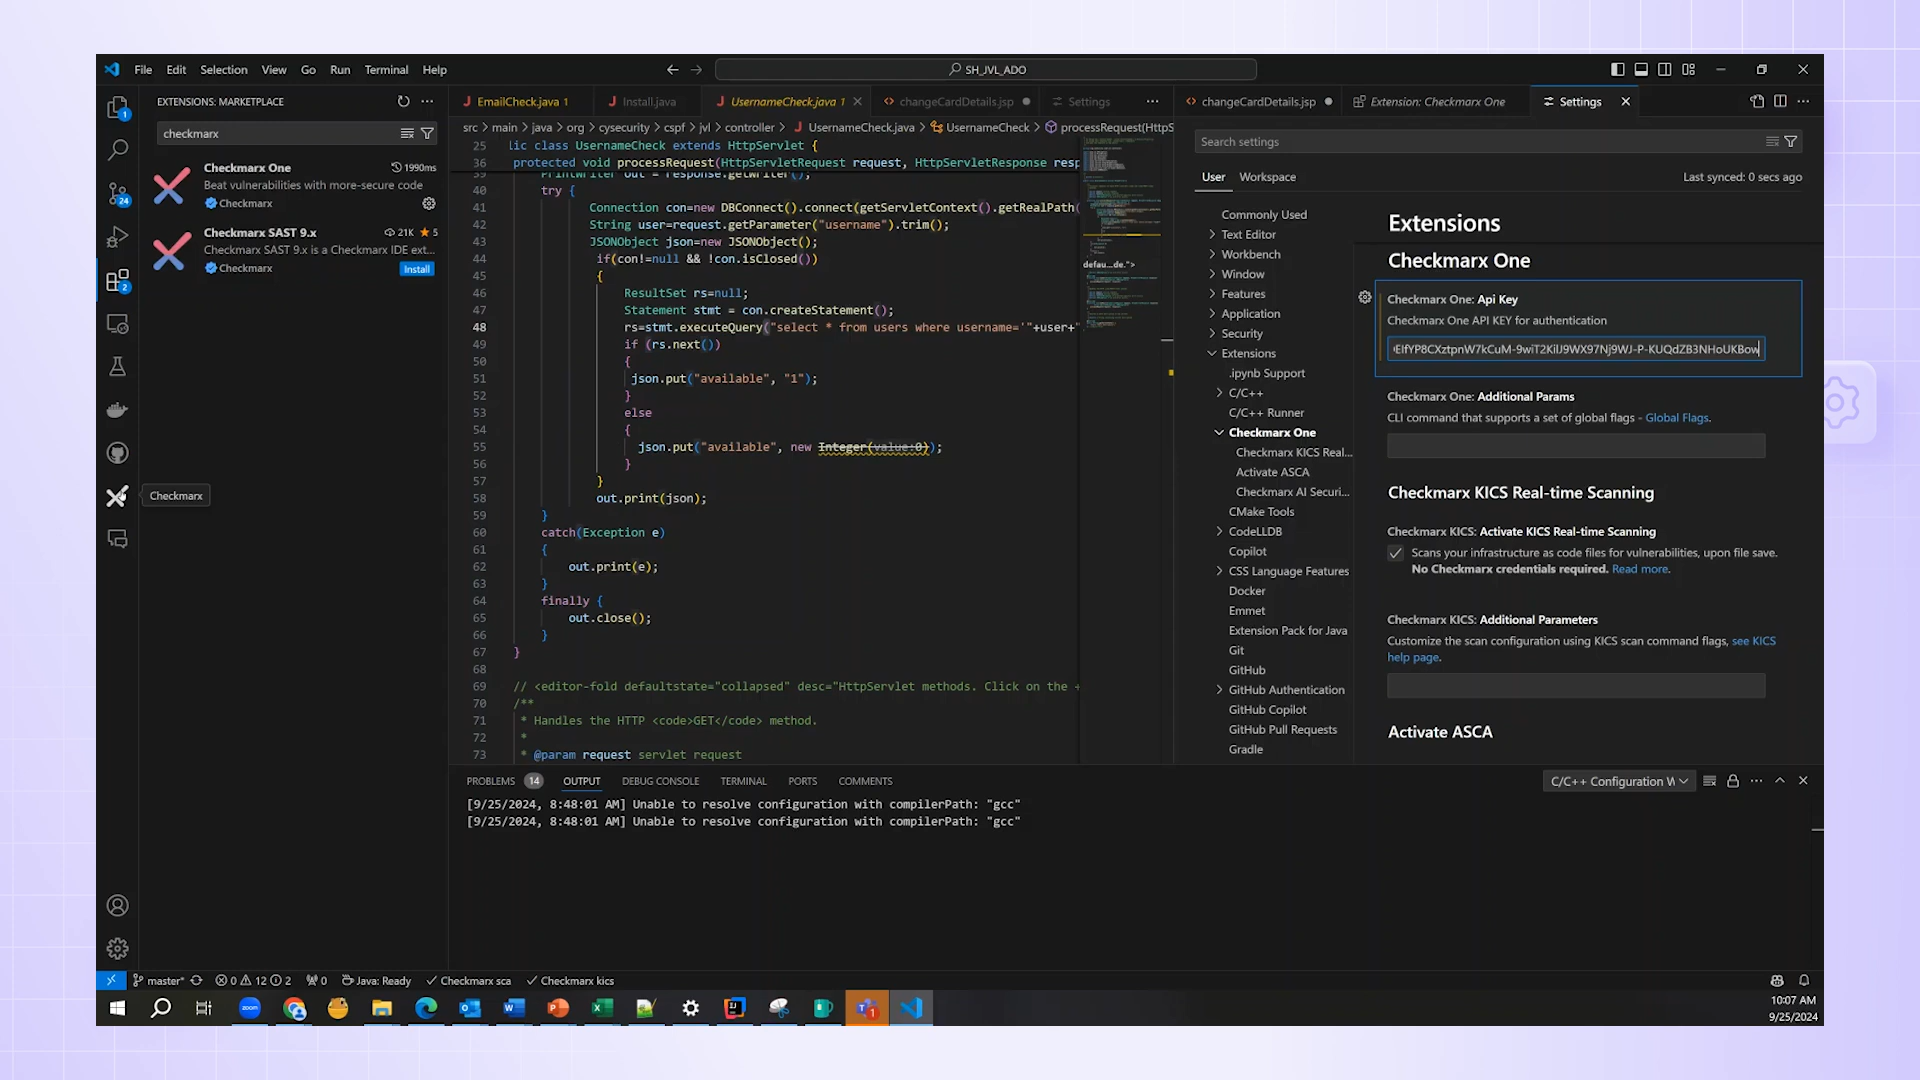 File Edit Selection View Go Run Terminal Help
SH_JVL_ADO
EXTENSIONS: MARKETPLACE
checkmarx
Checkmarx One 1990ms
Beat vulnerabilities with more-secure code
Checkmarx
Checkmarx SAST 9.x 21K 5
Checkmarx SAST 9.x is a Checkmarx IDE ext...
Checkmarx Install
1
24
2
Checkmarx
EmailCheck.java 1 Install.java UsernameCheck.java 1 changeCardDetails.jsp Settings
src > main > java > org > cysecurity > cspf > jvl > controller > UsernameCheck.java > UsernameCheck > processRequest(HttpS
25 lic class UsernameCheck extends HttpServlet {
36 protected void processRequest(HttpServletRequest request, HttpServletResponse resp
39 PrintWriter out = response.getWriter();
40 try {
41 Connection con=new DBConnect().connect(getServletContext().getRealPath(
42 String user=request.getParameter("username").trim();
43 JSONObject json=new JSONObject();
44 if(con!=null && !con.isClosed())
45 {
46 ResultSet rs=null;
47 Statement stmt = con.createStatement();
48 rs=stmt.executeQuery("select * from users where username='"+user+"
49 if (rs.next())
50 {
51 json.put("available", "1");
52 }
53 else
54 {
55 json.put("available", new Integer(value:0));
56 }
57 }
58 out.print(json);
59 }
60 catch(Exception e)
61 {
62 out.print(e);
63 }
64 finally {
65 out.close();
66 }
67 }
68
69 // <editor-fold defaultstate="collapsed" desc="HttpServlet methods. Click on the +
70 /**
71 * Handles the HTTP <code>GET</code> method.
72 *
73 * @param request servlet request
defau...de.">
changeCardDetails.jsp Extension: Checkmarx One Settings
Search settings
User Workspace Last synced: 0 secs ago
Commonly Used
Text Editor
Workbench
Window
Features
Application
Security
Extensions
.ipynb Support
C/C++
C/C++ Runner
Checkmarx One
Checkmarx KICS Real...
Activate ASCA
Checkmarx AI Securi...
CMake Tools
CodeLLDB
Copilot
CSS Language Features
Docker
Emmet
Extension Pack for Java
Git
GitHub
GitHub Authentication
GitHub Copilot
GitHub Pull Requests
Gradle
Extensions
Checkmarx One
Checkmarx One: Api Key
Checkmarx One API KEY for authentication
EIfYP8CXztpnW7kCuM-9wiT2KilJ9WX97Nj9WJ-P-KUQdZB3NHoUKBow
Checkmarx One: Additional Params
CLI command that supports a set of global flags - Global Flags.
Checkmarx KICS Real-time Scanning
Checkmarx KICS: Activate KICS Real-time Scanning
Scans your infrastructure as code files for vulnerabilities, upon file save.
No Checkmarx credentials required. Read more.
Checkmarx KICS: Additional Parameters
Customize the scan configuration using KICS scan command flags, see KICS
help page.
Activate ASCA
PROBLEMS 14 OUTPUT DEBUG CONSOLE TERMINAL PORTS COMMENTS
C/C++ Configuration W
[9/25/2024, 8:48:01 AM] Unable to resolve configuration with compilerPath: "gcc"
[9/25/2024, 8:48:01 AM] Unable to resolve configuration with compilerPath: "gcc"
master* 0 12 2 0 Java: Ready Checkmarx sca Checkmarx kics
zoom
1
10:07 AM
9/25/2024